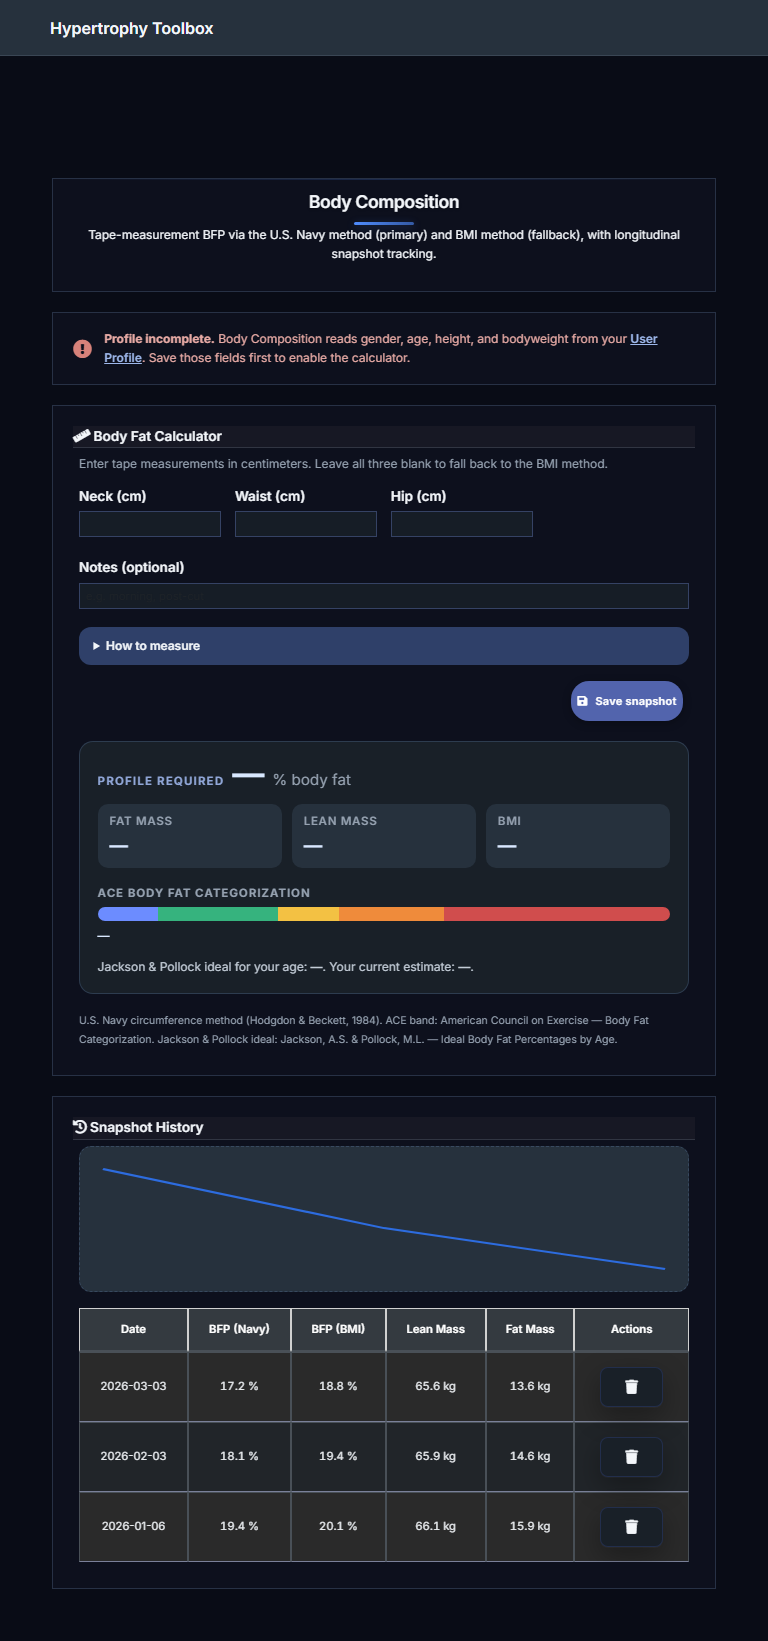 Hypertrophy Toolbox
Body Composition
Tape-measurement BFP via the U.S. Navy method (primary) and BMI method (fallback), with longitudinal
snapshot tracking.
Profile incomplete. Body Composition reads gender, age, height, and bodyweight from your User
Profile. Save those fields first to enable the calculator.
Body Fat Calculator
Enter tape measurements in centimeters. Leave all three blank to fall back to the BMI method.
Neck (cm) Waist (cm) Hip (cm)
Notes (optional)
How to measure
Save snapshot
PROFILE REQUIRED — % body fat
FAT MASS LEAN MASS BMI
— — —
ACE BODY FAT CATEGORIZATION
—
Jackson & Pollock ideal for your age: —. Your current estimate: —.
U.S. Navy circumference method (Hodgdon & Beckett, 1984). ACE band: American Council on Exercise — Body Fat
Categorization. Jackson & Pollock ideal: Jackson, A.S. & Pollock, M.L. — Ideal Body Fat Percentages by Age.
Snapshot History
Date BFP (Navy) BFP (BMI) Lean Mass Fat Mass Actions
2026-03-03 17.2 % 18.8 % 65.6 kg 13.6 kg
2026-02-03 18.1 % 19.4 % 65.9 kg 14.6 kg
2026-01-06 19.4 % 20.1 % 66.1 kg 15.9 kg